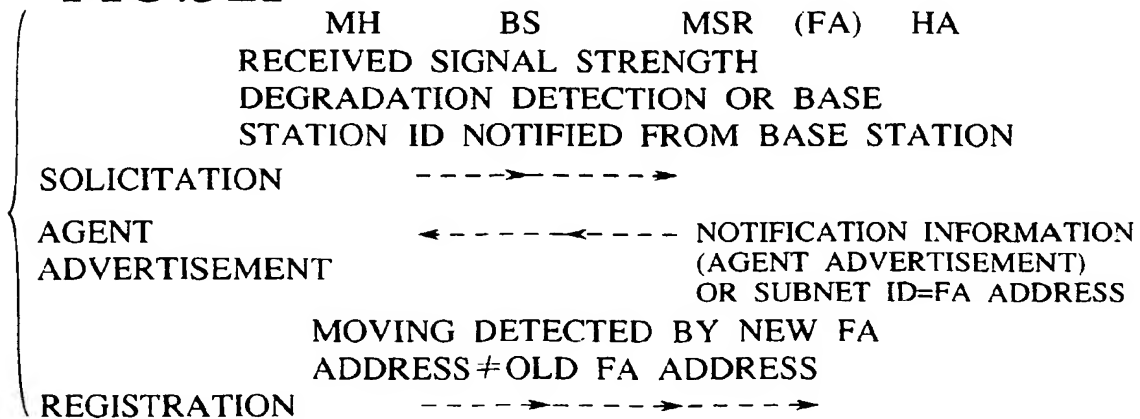 MH BS MSR (FA) HA
RECEIVED SIGNAL STRENGTH
DEGRADATION DETECTION OR BASE
STATION ID NOTIFIED FROM BASE STATION
SOLICITATION
AGENT
ADVERTISEMENT
NOTIFICATION INFORMATION
(AGENT ADVERTISEMENT)
OR SUBNET ID=FA ADDRESS
MOVING DETECTED BY NEW FA
ADDRESS≠OLD FA ADDRESS
REGISTRATION